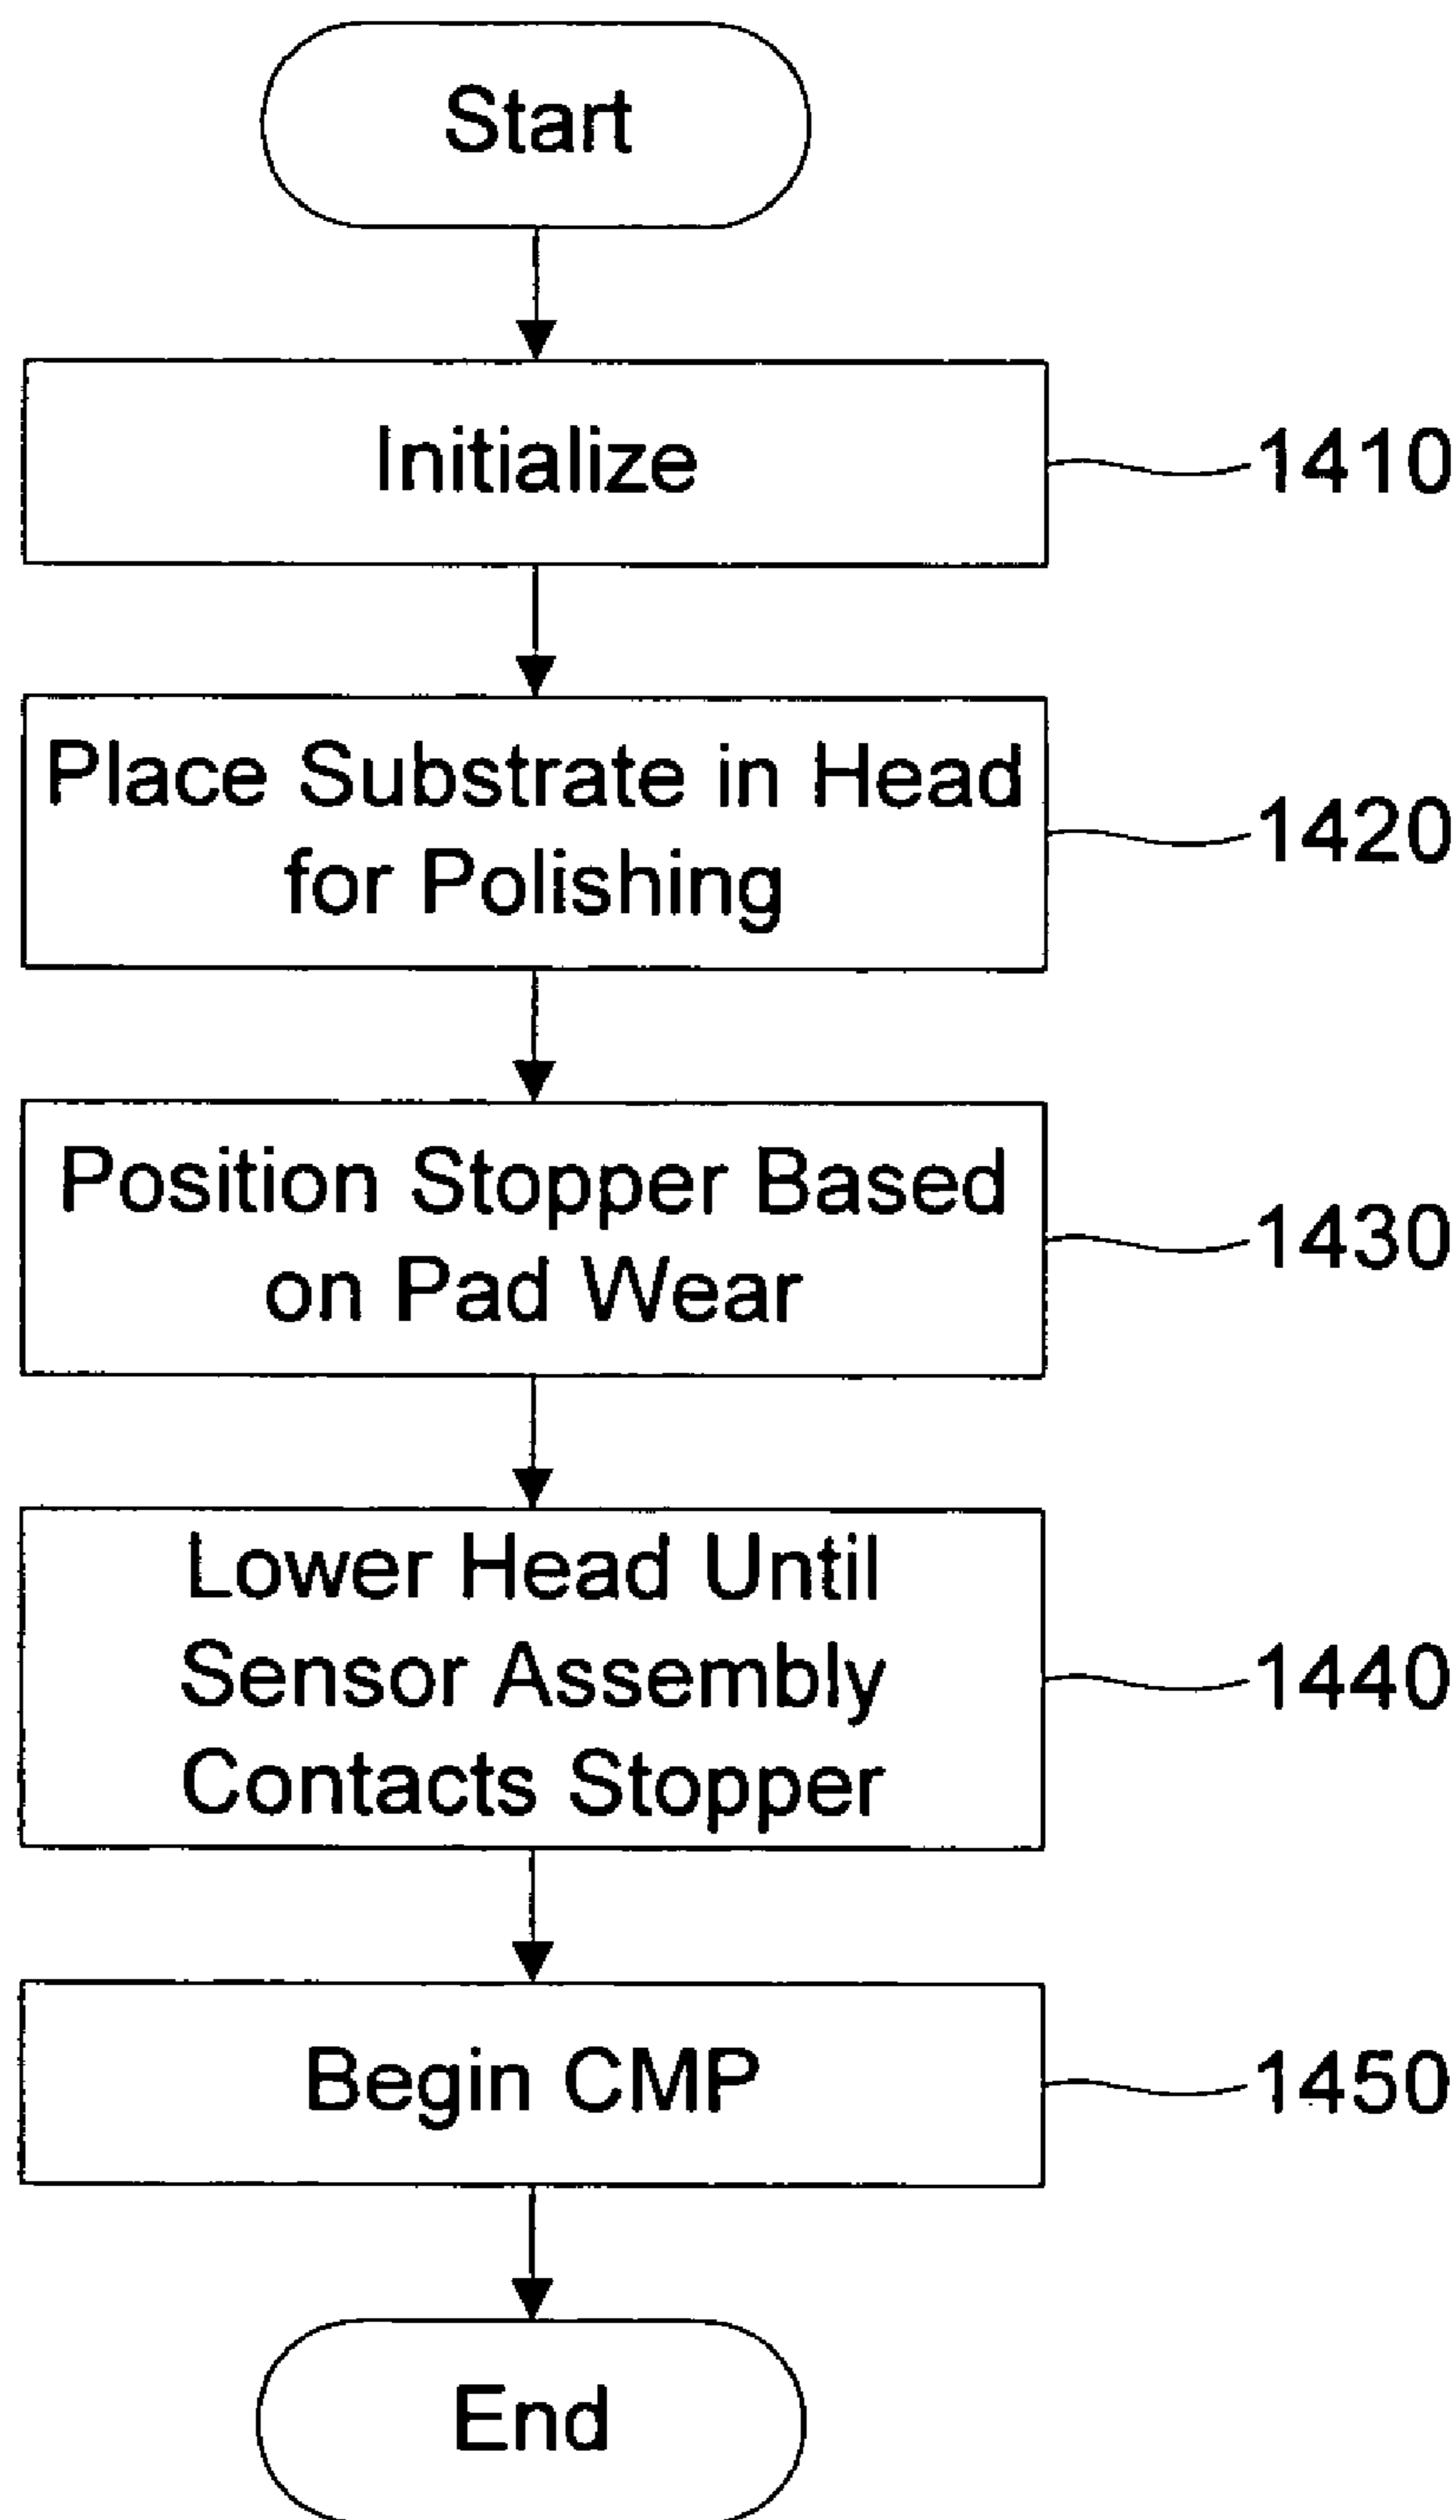 Start
Initialize
1410
Place Substrate in Head
for Polishing
1420
Position Stopper Based
on Pad Wear
1430
Lower Head Until
Sensor Assembly
Contacts Stopper
1440
Begin CMP
1450
End